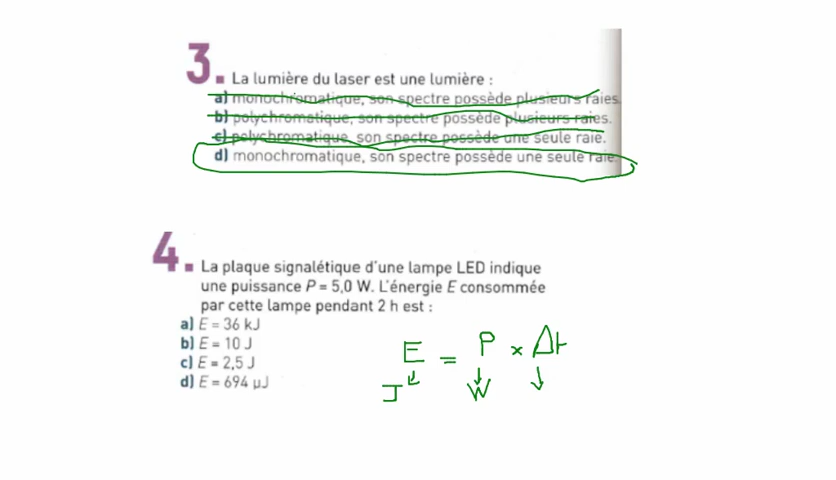 3. La lumière du laser est une lumière :
a) monochromatique, son spectre possède plusieurs raies.
b) polychromatique, son spectre possède plusieurs raies.
c) polychromatique, son spectre possède une seule raie.
d) monochromatique, son spectre possède une seule raie
4. La plaque signalétique d'une lampe LED indique
une puissance P = 5,0 W. L'énergie E consommée
par cette lampe pendant 2 h est :
a) E = 36 kJ
b) E = 10 J
c) E = 2,5 J
d) E = 694 µJ
E = P × Δt
J W